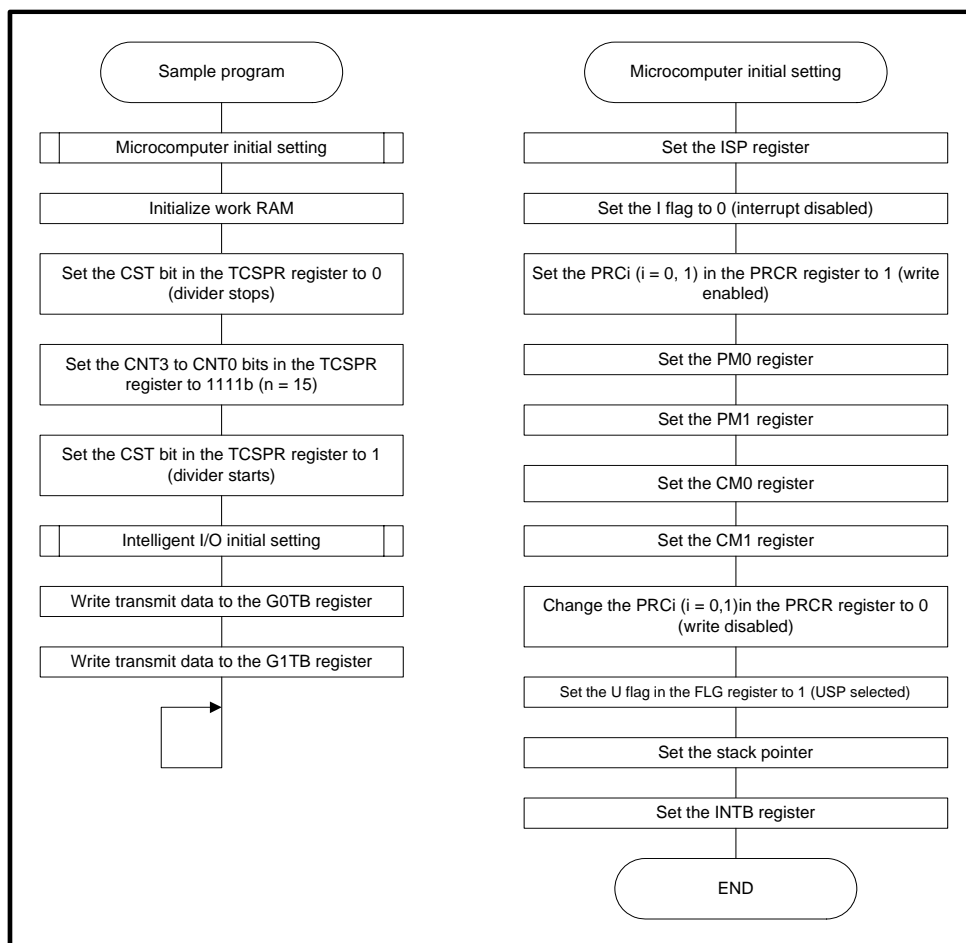 Sample program
Microcomputer initial setting
Initialize work RAM
Set the CST bit in the TCSPR register to 0
(divider stops)
Set the CNT3 to CNT0 bits in the TCSPR
register to 1111b (n = 15)
Set the CST bit in the TCSPR register to 1
(divider starts)
Intelligent I/O initial setting
Write transmit data to the G0TB register
Write transmit data to the G1TB register
Microcomputer initial setting
Set the ISP register
Set the I flag to 0 (interrupt disabled)
Set the PRCi (i = 0, 1) in the PRCR register to 1 (write
enabled)
Set the PM0 register
Set the PM1 register
Set the CM0 register
Set the CM1 register
Change the PRCi (i = 0,1)in the PRCR register to 0
(write disabled)
Set the U flag in the FLG register to 1 (USP selected)
Set the stack pointer
Set the INTB register
END